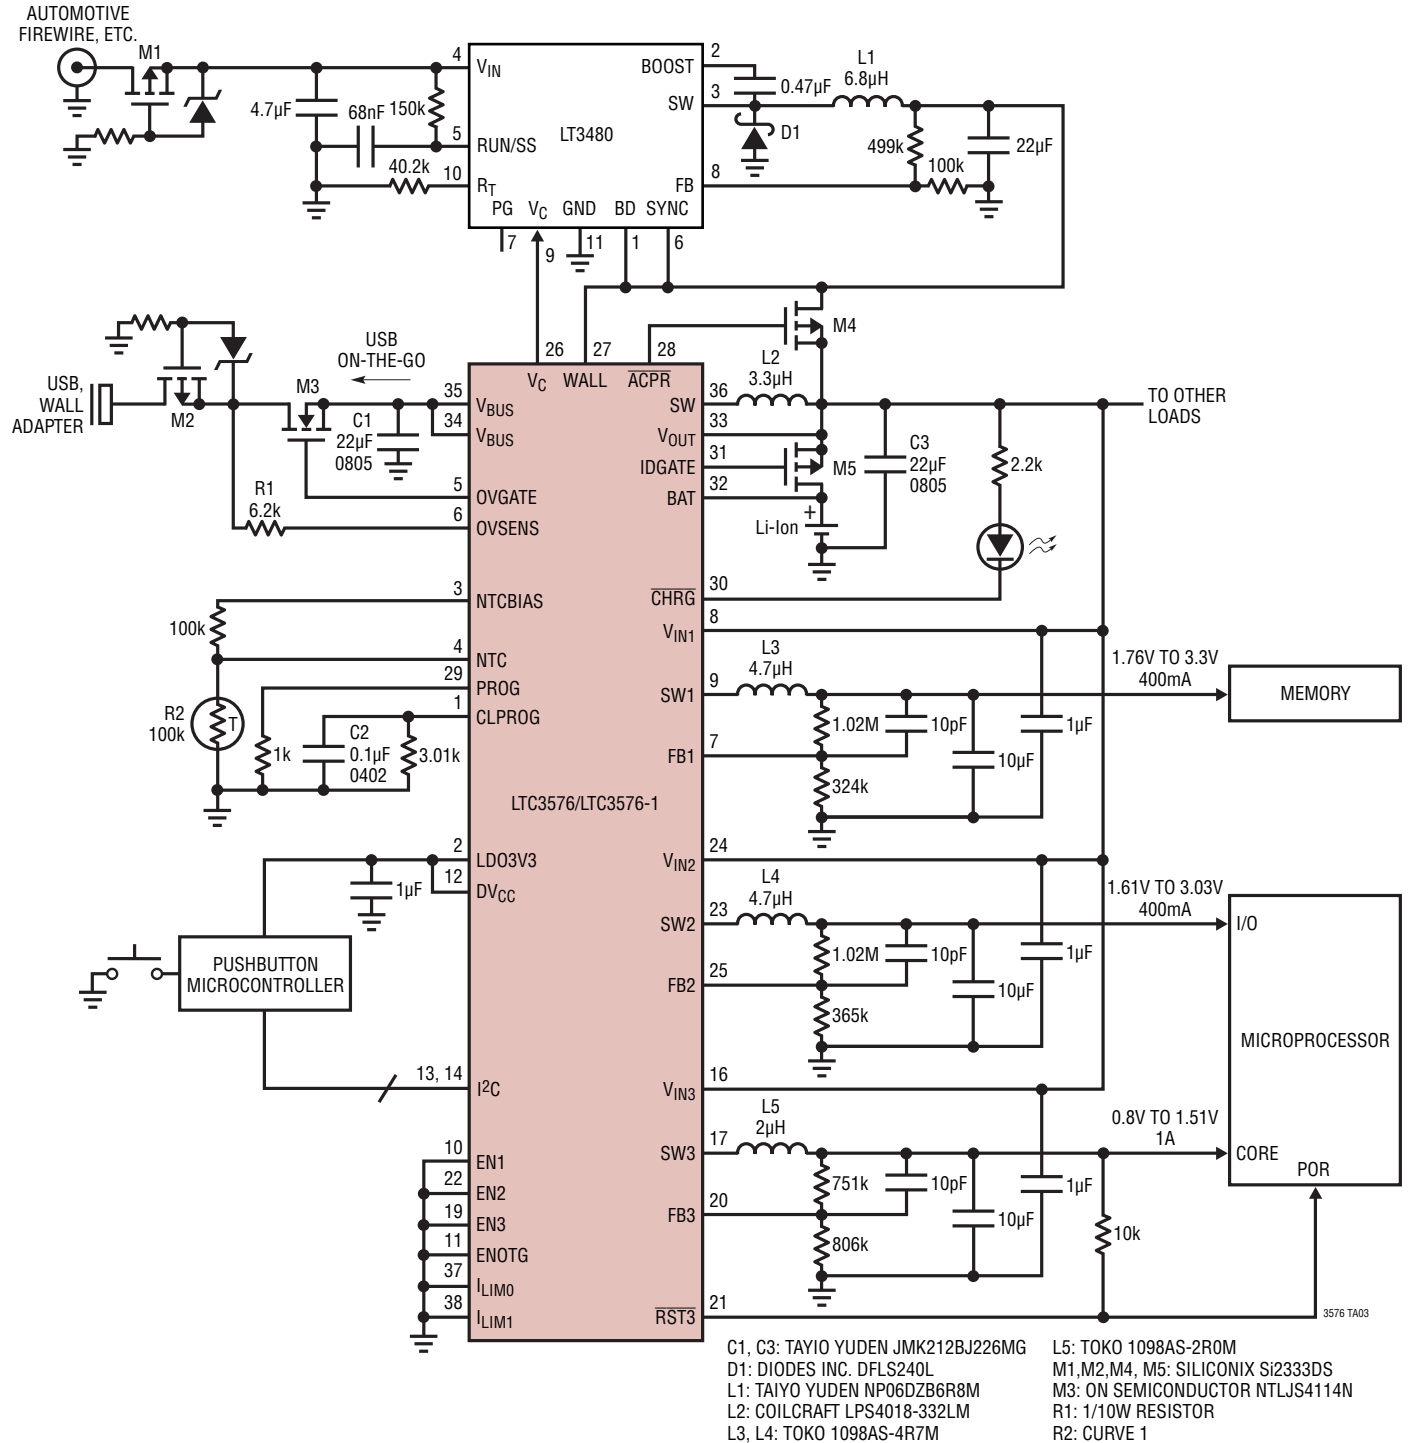 AUTOMOTIVE
FIREWIRE, ETC.
M1
4.7µF
68nF
150k
40.2k
4
VIN
5
RUN/SS
10
RT
LT3480
PG
VC
GND
BD
SYNC
7
9
11
1
6
BOOST
2
SW
3
FB
8
0.47µF
D1
L1
6.8µH
499k
100k
22µF
USB,
WALL
ADAPTER
M2
M3
USB
ON-THE-GO
C1
22µF
0805
R1
6.2k
26
27
28
VC
WALL
ACPR
M4
35
VBUS
34
VBUS
5
OVGATE
6
OVSENS
3
NTCBIAS
4
NTC
29
PROG
1
CLPROG
100k
R2
100k
T
1k
C2
0.1µF
0402
3.01k
LTC3576/LTC3576-1
2
LDO3V3
12
DVCC
1µF
PUSHBUTTON
MICROCONTROLLER
13, 14
I2C
10
EN1
22
EN2
19
EN3
11
ENOTG
37
ILIM0
38
ILIM1
36
SW
L2
3.3µH
33
VOUT
31
IDGATE
M5
32
BAT
+
Li-Ion
C3
22µF
0805
2.2k
TO OTHER
LOADS
30
CHRG
8
VIN1
9
SW1
L3
4.7µH
7
FB1
1.02M
10pF
324k
10µF
1µF
1.76V TO 3.3V
400mA
MEMORY
24
VIN2
23
SW2
L4
4.7µH
25
FB2
1.02M
10pF
365k
10µF
1µF
1.61V TO 3.03V
400mA
I/O
MICROPROCESSOR
CORE
POR
16
VIN3
17
SW3
L5
2µH
20
FB3
751k
10pF
806k
10µF
1µF
0.8V TO 1.51V
1A
10k
21
RST3
3576 TA03
C1, C3: TAYIO YUDEN JMK212BJ226MG
D1: DIODES INC. DFLS240L
L1: TAIYO YUDEN NP06DZB6R8M
L2: COILCRAFT LPS4018-332LM
L3, L4: TOKO 1098AS-4R7M
L5: TOKO 1098AS-2R0M
M1,M2,M4, M5: SILICONIX Si2333DS
M3: ON SEMICONDUCTOR NTLJS4114N
R1: 1/10W RESISTOR
R2: CURVE 1